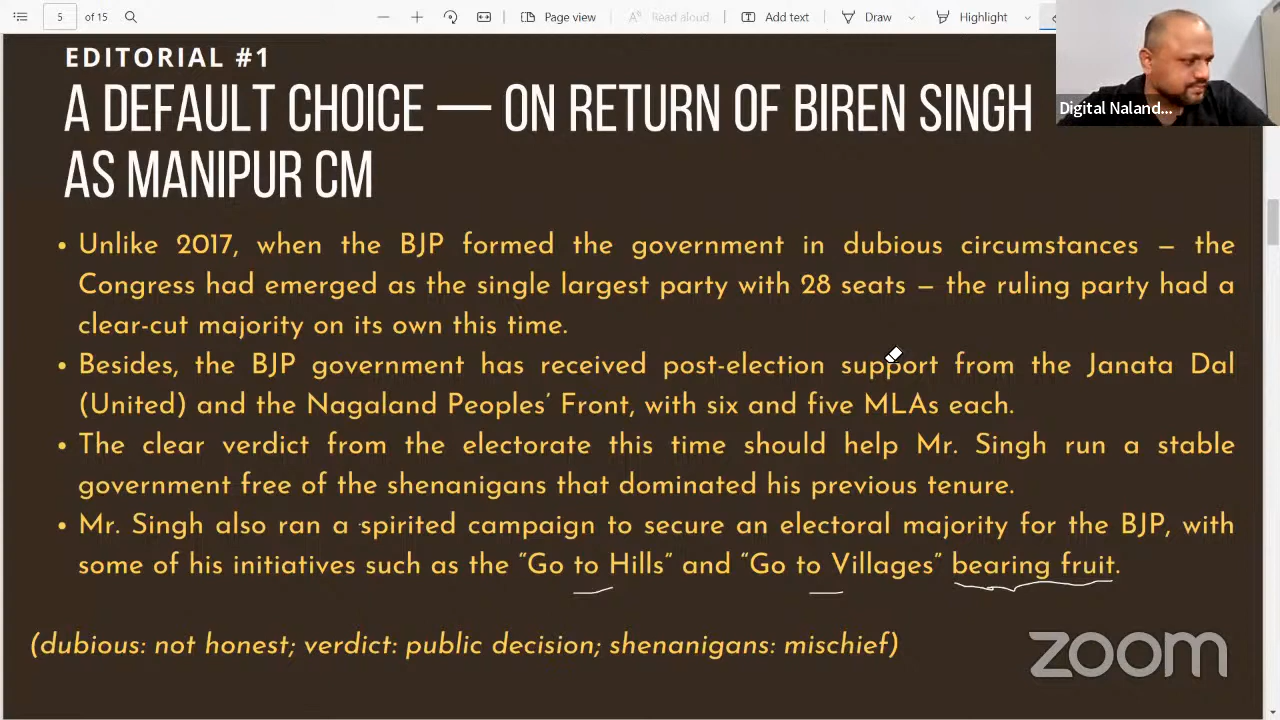 5 of 15 Page view Read aloud Add text Draw Highlight
EDITORIAL #1
A DEFAULT CHOICE — ON RETURN OF BIREN SINGH
AS MANIPUR CM
Digital Naland...
• Unlike 2017, when the BJP formed the government in dubious circumstances – the
Congress had emerged as the single largest party with 28 seats – the ruling party had a
clear-cut majority on its own this time.
• Besides, the BJP government has received post-election support from the Janata Dal
(United) and the Nagaland Peoples’ Front, with six and five MLAs each.
• The clear verdict from the electorate this time should help Mr. Singh run a stable
government free of the shenanigans that dominated his previous tenure.
• Mr. Singh also ran a spirited campaign to secure an electoral majority for the BJP, with
some of his initiatives such as the “Go to Hills” and “Go to Villages” bearing fruit.
(dubious: not honest; verdict: public decision; shenanigans: mischief)
zoom